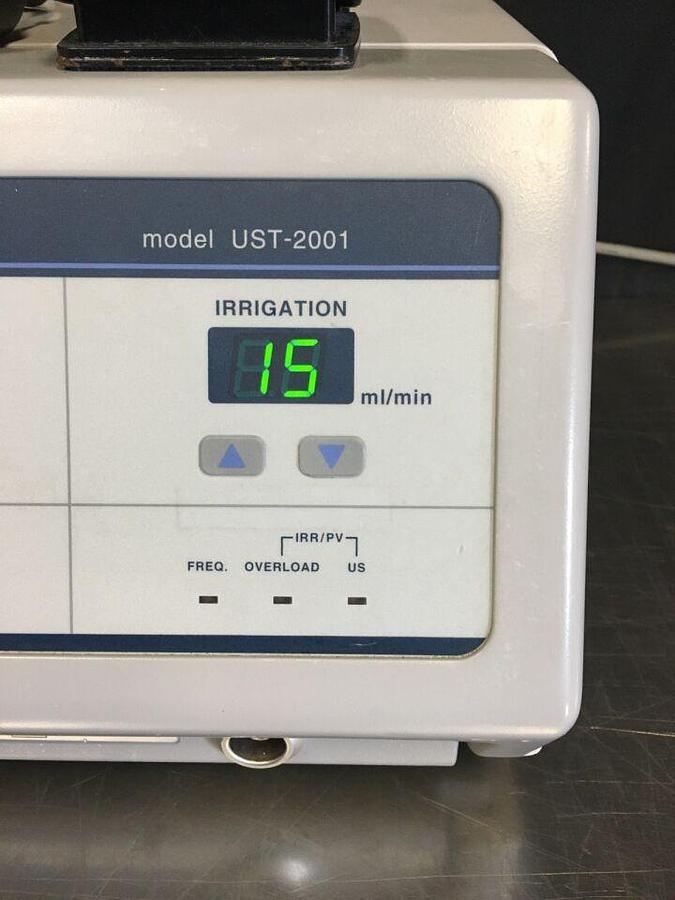 model UST-2001
IRRIGATION
15
ml/min
IRR/PV
FREQ. OVERLOAD US